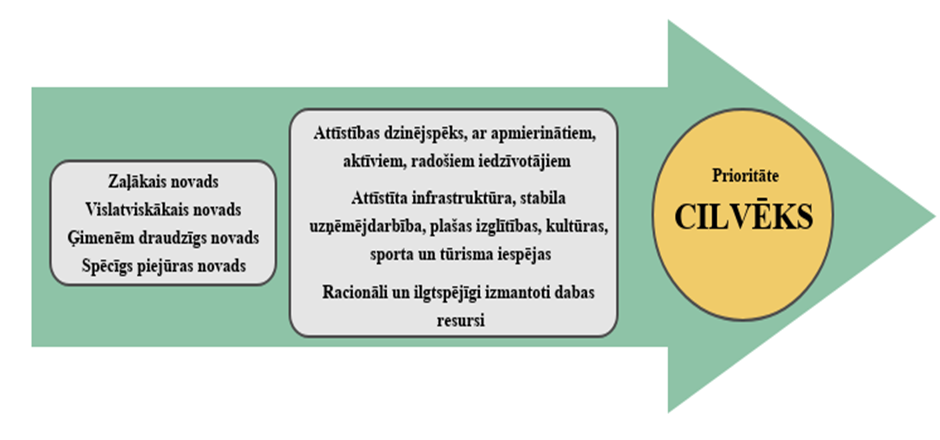 Zaļākais novads
Vislatviskākais novads
Ģimenēm draudzīgs novads
Spēcīgs piejūras novads
Attīstības dzinējspēks, ar apmierinātiem,
aktīviem, radošiem iedzīvotājiem
Attīstīta infrastruktūra, stabila
uzņēmējdarbība, plašas izglītības, kultūras,
sporta un tūrisma iespējas
Racionāli un ilgtspējīgi izmantoti dabas
resursi
Prioritāte
CILVĒKS